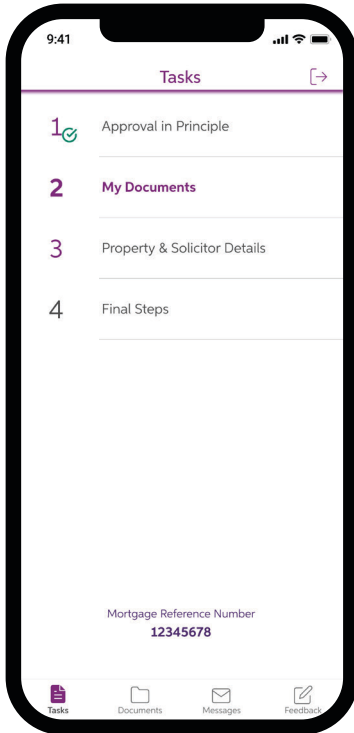 9:41
Tasks
1 Approval in Principle
2 My Documents
3 Property & Solicitor Details
4 Final Steps
Mortgage Reference Number
12345678
Tasks Documents Messages Feedback